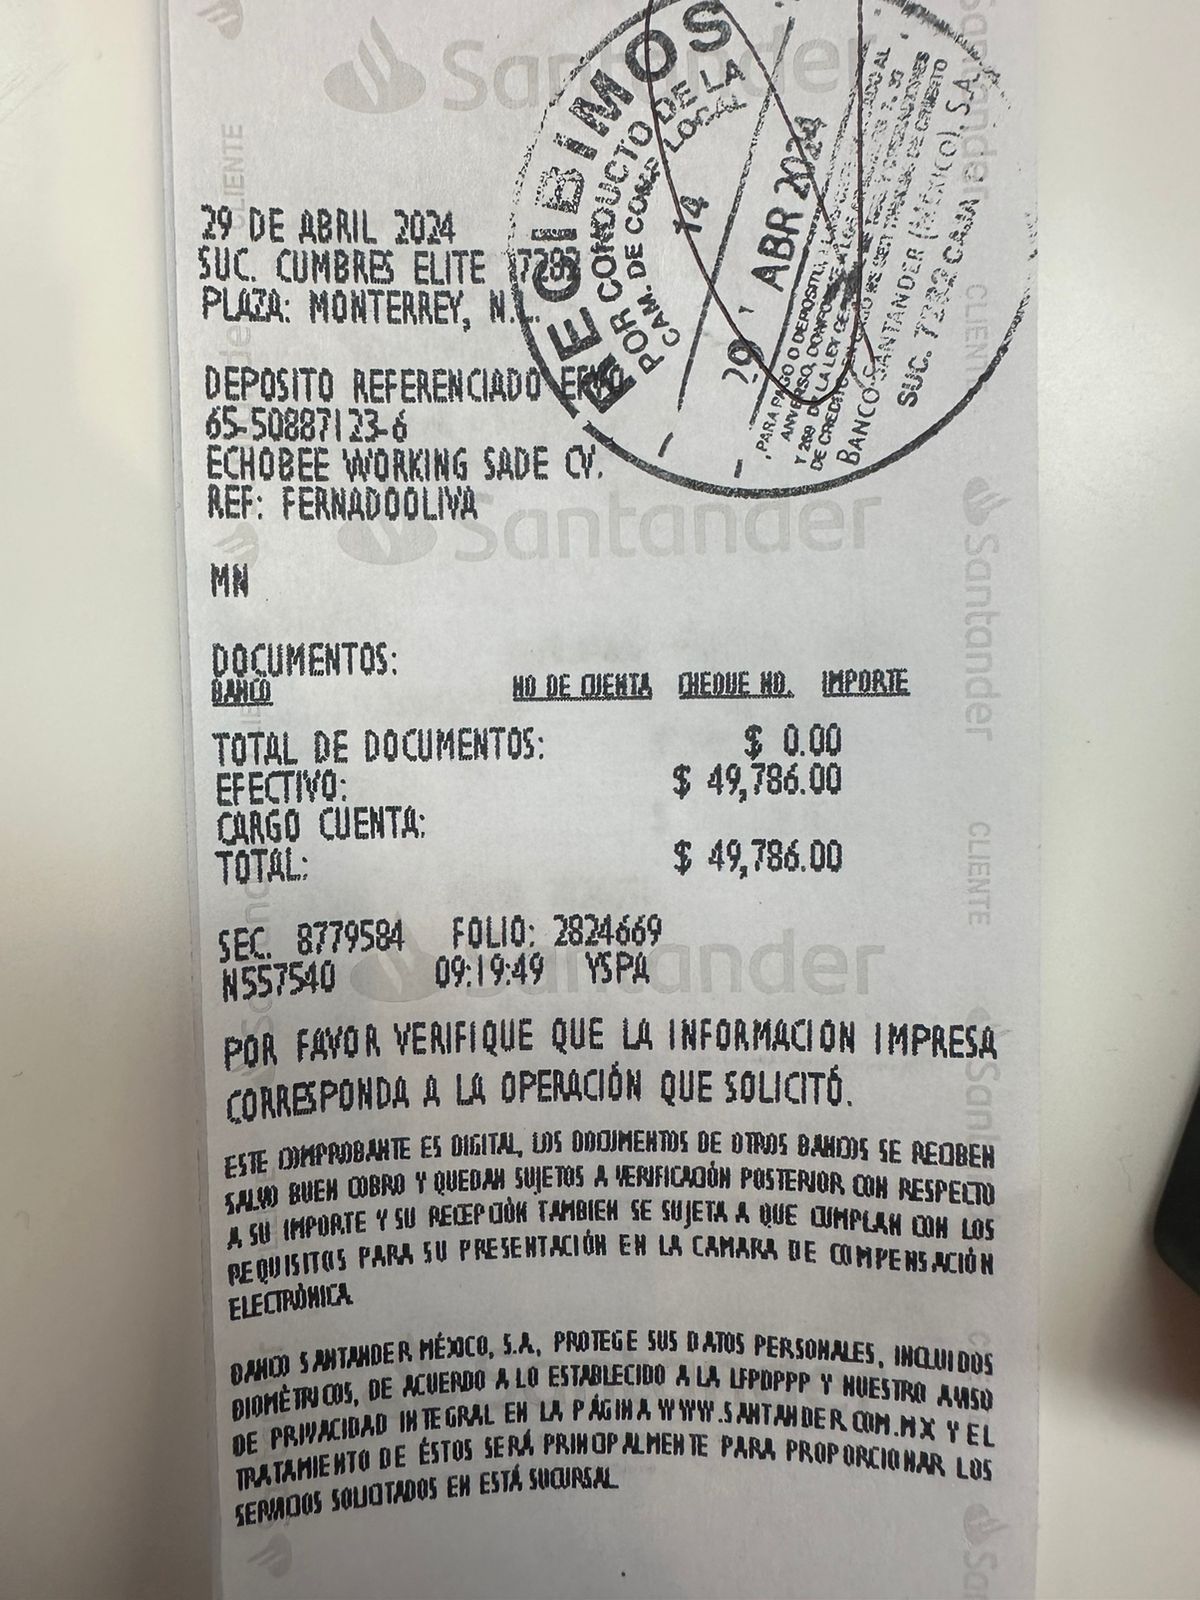 Santander
RECIBIMOS
POR CONDUCTO DE LA
CAM. DE COMP. LOCAL
14
29 ABR 2024
BANCO SANTANDER (MÉXICO), S.A.
SUC. 7392 CAJA
29 DE ABRIL 2024
SUC. CUMBRES ELITE
PLAZA: MONTERREY, N.L.
DEPOSITO REFERENCIADO
65-50887123-6
ECHOBEE WORKING SADE CV.
REF: FERNADOOLIVA
Santander
MN
DOCUMENTOS:
BANCO NO DE CUENTA CHEQUE NO. IMPORTE
TOTAL DE DOCUMENTOS: $ 0.00
EFECTIVO: $ 49,786.00
CARGO CUENTA:
TOTAL: $ 49,786.00
SEC. 8779584 FOLIO: 2824669
N557540 09:19:49 YSPA
Santander
POR FAVOR VERIFIQUE QUE LA INFORMACION IMPRESA
CORRESPONDA A LA OPERACIÓN QUE SOLICITÓ.
ESTE COMPROBANTE ES DIGITAL, LOS DOCUMENTOS DE OTROS BANCOS SE RECIBEN
SALVO BUEN COBRO Y QUEDAN SUJETOS A VERIFICACIÓN POSTERIOR CON RESPECTO
A SU IMPORTE Y SU RECEPCIÓN TAMBIEN SE SUJETA A QUE CUMPLAN CON LOS
REQUISITOS PARA SU PRESENTACIÓN EN LA CAMARA DE COMPENSACIÓN
ELECTRÓNICA.
BANCO SANTANDER MÉXICO, S.A, PROTEGE SUS DATOS PERSONALES, INCLUIDOS
BIOMÉTRICOS, DE ACUERDO A LO ESTABLECIDO A LA LFPDPPP Y NUESTRO AVISO
DE PRIVACIDAD INTEGRAL EN LA PÁGINA WWW.SANTANDER.COM.MX Y EL
TRATAMIENTO DE ÉSTOS SERÁ PRINCIPALMENTE PARA PROPORCIONAR LOS
SERVICIOS SOLICITADOS EN ESTÁ SUCURSAL.
CLIENTE
Santander
CLIENTE